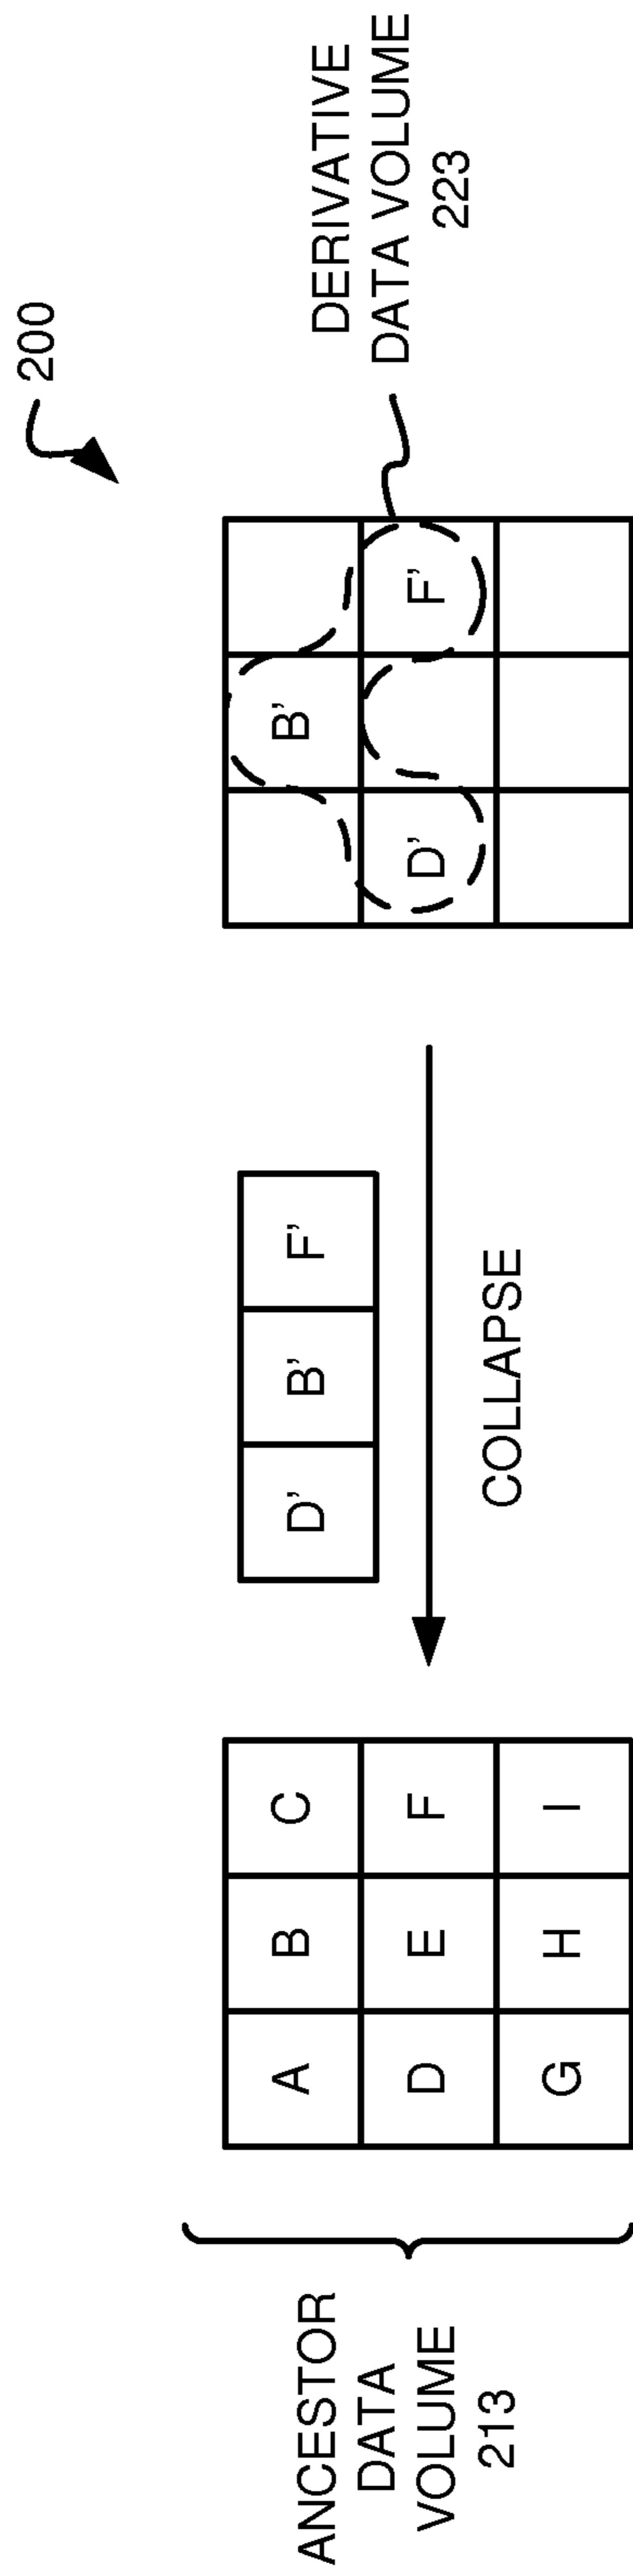 200
ANCESTOR
DATA
VOLUME
213
A B C
D E F
G H I
D' B' F'
COLLAPSE
B'
D' F'
DERIVATIVE
DATA VOLUME
223